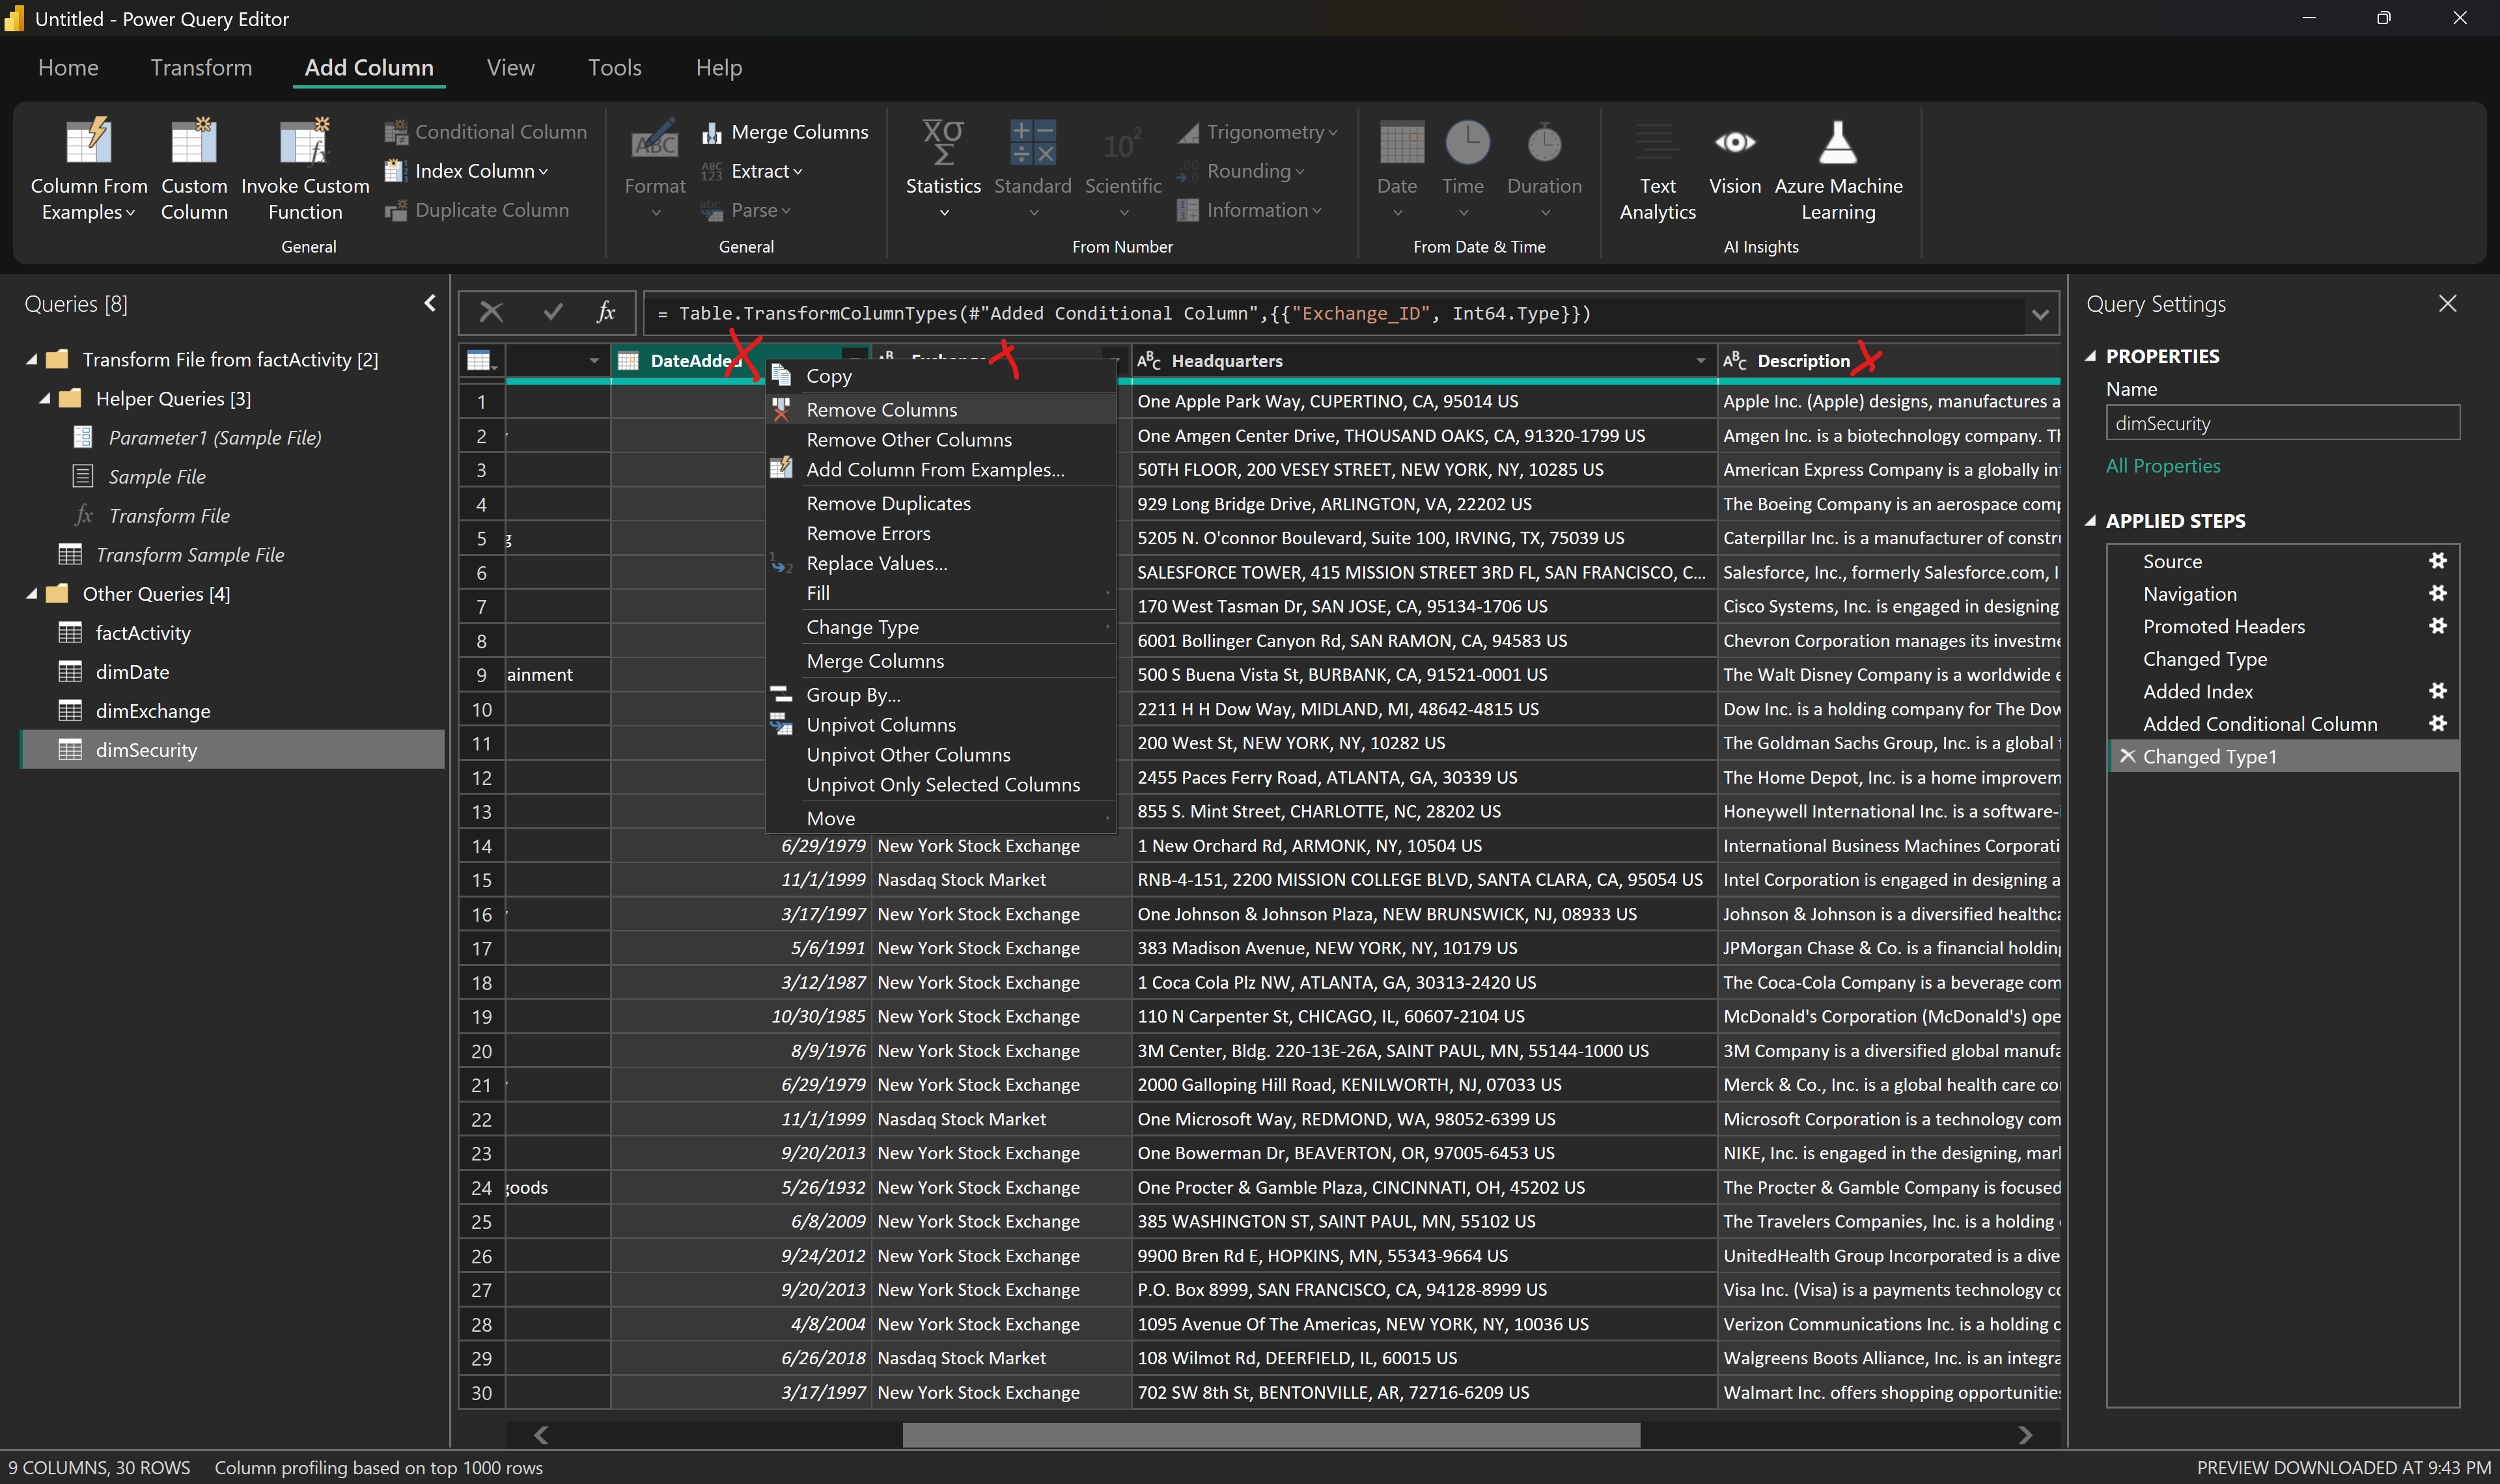 Untitled - Power Query Editor
Home Transform Add Column View Tools Help
Column From Examples
Custom Column
Invoke Custom Function
Conditional Column
Index Column
Duplicate Column
General
Format
Merge Columns
Extract
Parse
General
Statistics
Standard
Scientific
Trigonometry
Rounding
Information
From Number
Date
Time
Duration
From Date & Time
Text Analytics
Vision
Azure Machine Learning
AI Insights
Queries [8]
Transform File from factActivity [2]
Helper Queries [3]
Parameter1 (Sample File)
Sample File
Transform File
Transform Sample File
Other Queries [4]
factActivity
dimDate
dimExchange
dimSecurity
= Table.TransformColumnTypes(#"Added Conditional Column",{{"Exchange_ID", Int64.Type}})
DateAdded Headquarters Description
Copy
Remove Columns
Remove Other Columns
Add Column From Examples...
Remove Duplicates
Remove Errors
Replace Values...
Fill
Change Type
Merge Columns
Group By...
Unpivot Columns
Unpivot Other Columns
Unpivot Only Selected Columns
Move
1 One Apple Park Way, CUPERTINO, CA, 95014 US Apple Inc. (Apple) designs, manufactures a
2 One Amgen Center Drive, THOUSAND OAKS, CA, 91320-1799 US Amgen Inc. is a biotechnology company.
3 50TH FLOOR, 200 VESEY STREET, NEW YORK, NY, 10285 US American Express Company is a globally
4 929 Long Bridge Drive, ARLINGTON, VA, 22202 US The Boeing Company is an aerospace
5 5205 N. O'connor Boulevard, Suite 100, IRVING, TX, 75039 US Caterpillar Inc. is a manufacturer of
6 SALESFORCE TOWER, 415 MISSION STREET 3RD FL, SAN FRANCISCO, C... Salesforce, Inc., formerly Salesforce.com,
7 170 West Tasman Dr, SAN JOSE, CA, 95134-1706 US Cisco Systems, Inc. is engaged in designing
8 6001 Bollinger Canyon Rd, SAN RAMON, CA, 94583 US Chevron Corporation manages its
9 ainment 500 S Buena Vista St, BURBANK, CA, 91521-0001 US The Walt Disney Company is a worldwide
10 2211 H H Dow Way, MIDLAND, MI, 48642-4815 US Dow Inc. is a holding company for The
11 200 West St, NEW YORK, NY, 10282 US The Goldman Sachs Group, Inc. is a global
12 2455 Paces Ferry Road, ATLANTA, GA, 30339 US The Home Depot, Inc. is a home
13 855 S. Mint Street, CHARLOTTE, NC, 28202 US Honeywell International Inc. is a software-
14 6/29/1979 New York Stock Exchange 1 New Orchard Rd, ARMONK, NY, 10504 US International Business Machines
15 11/1/1999 Nasdaq Stock Market RNB-4-151, 2200 MISSION COLLEGE BLVD, SANTA CLARA, CA, 95054 US Intel Corporation is engaged in designing a
16 3/17/1997 New York Stock Exchange One Johnson & Johnson Plaza, NEW BRUNSWICK, NJ, 08933 US Johnson & Johnson is a diversified
17 5/6/1991 New York Stock Exchange 383 Madison Avenue, NEW YORK, NY, 10179 US JPMorgan Chase & Co. is a financial
18 3/12/1987 New York Stock Exchange 1 Coca Cola Plz NW, ATLANTA, GA, 30313-2420 US The Coca-Cola Company is a beverage com
19 10/30/1985 New York Stock Exchange 110 N Carpenter St, CHICAGO, IL, 60607-2104 US McDonald's Corporation (McDonald's) ope
20 8/9/1976 New York Stock Exchange 3M Center, Bldg. 220-13E-26A, SAINT PAUL, MN, 55144-1000 US 3M Company is a diversified global
21 6/29/1979 New York Stock Exchange 2000 Galloping Hill Road, KENILWORTH, NJ, 07033 US Merck & Co., Inc. is a global health care
22 11/1/1999 Nasdaq Stock Market One Microsoft Way, REDMOND, WA, 98052-6399 US Microsoft Corporation is a technology com
23 9/20/2013 New York Stock Exchange One Bowerman Dr, BEAVERTON, OR, 97005-6453 US NIKE, Inc. is engaged in the designing,
24 goods 5/26/1932 New York Stock Exchange One Procter & Gamble Plaza, CINCINNATI, OH, 45202 US The Procter & Gamble Company is focused
25 6/8/2009 New York Stock Exchange 385 WASHINGTON ST, SAINT PAUL, MN, 55102 US The Travelers Companies, Inc. is a holding
26 9/24/2012 New York Stock Exchange 9900 Bren Rd E, HOPKINS, MN, 55343-9664 US UnitedHealth Group Incorporated is a dive
27 9/20/2013 New York Stock Exchange P.O. Box 8999, SAN FRANCISCO, CA, 94128-8999 US Visa Inc. (Visa) is a payments technology
28 4/8/2004 New York Stock Exchange 1095 Avenue Of The Americas, NEW YORK, NY, 10036 US Verizon Communications Inc. is a holding
29 6/26/2018 Nasdaq Stock Market 108 Wilmot Rd, DEERFIELD, IL, 60015 US Walgreens Boots Alliance, Inc. is an
30 3/17/1997 New York Stock Exchange 702 SW 8th St, BENTONVILLE, AR, 72716-6209 US Walmart Inc. offers shopping
Query Settings
PROPERTIES
Name
dimSecurity
All Properties
APPLIED STEPS
Source
Navigation
Promoted Headers
Changed Type
Added Index
Added Conditional Column
Changed Type1
9 COLUMNS, 30 ROWS Column profiling based on top 1000 rows PREVIEW DOWNLOADED AT 9:43 PM